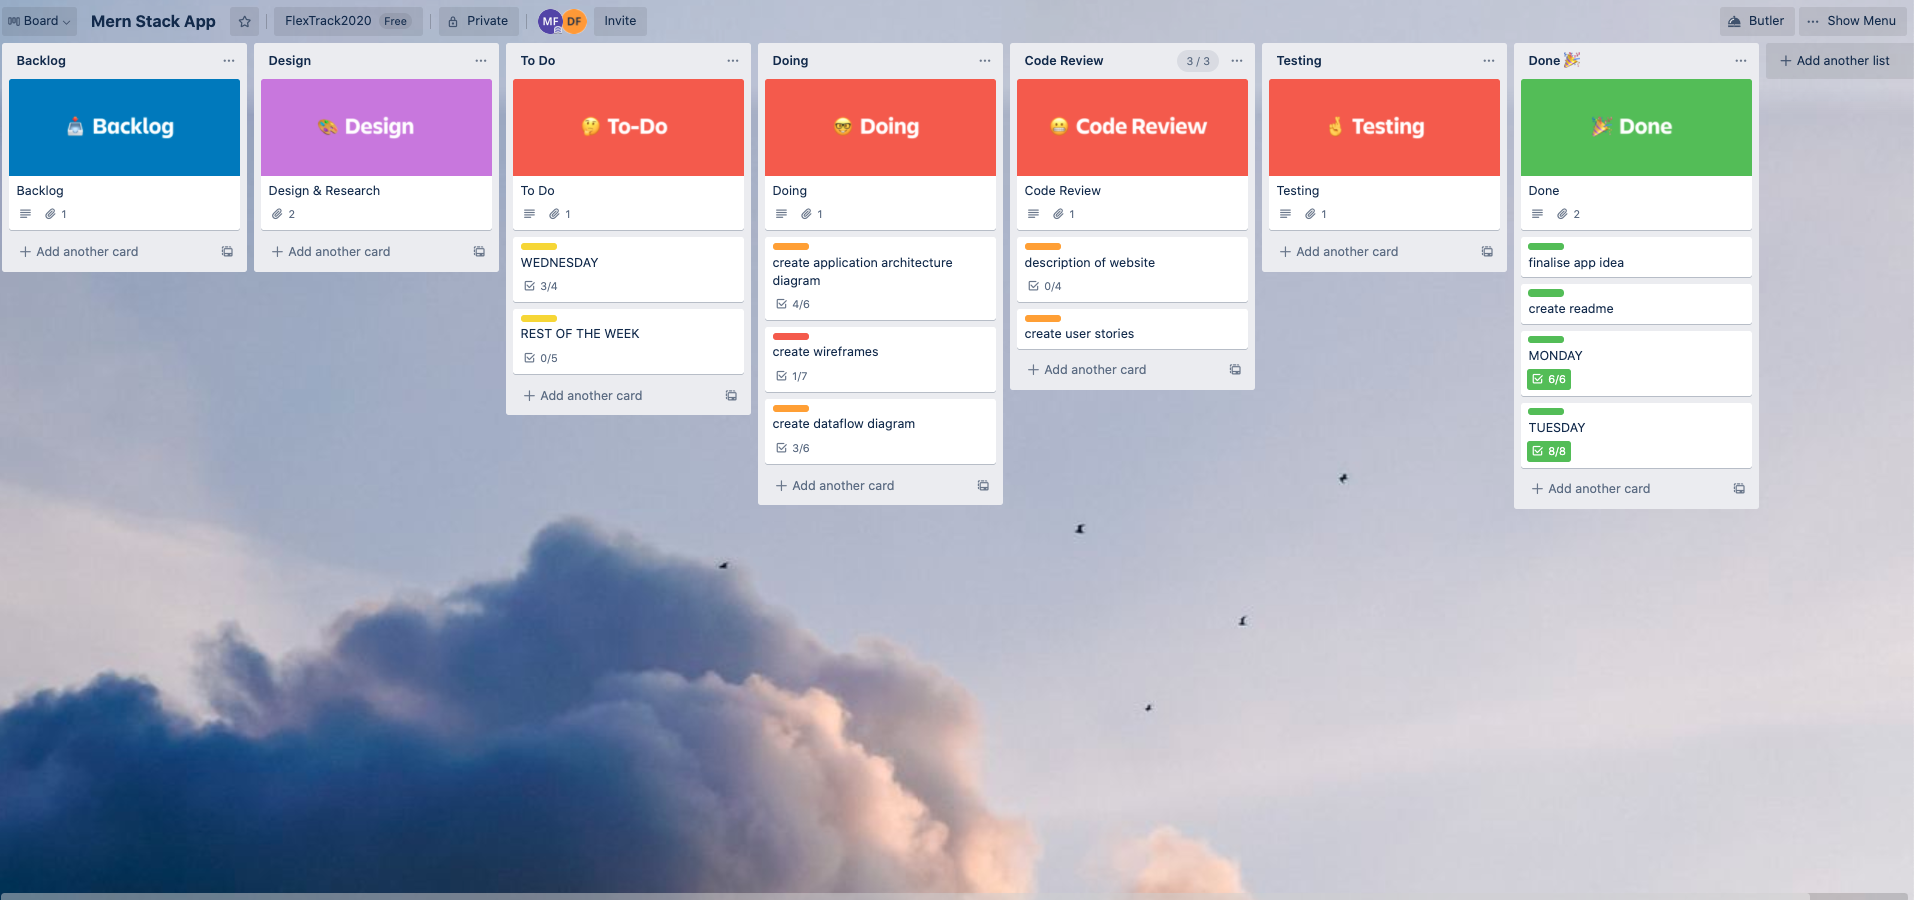 Board
Mern Stack App
FlexTrack2020 Free
Private
MF DF
Invite
Butler
Show Menu
Backlog
Backlog
Backlog
1
Add another card
Design
Design
Design & Research
2
Add another card
To Do
To-Do
To Do
1
WEDNESDAY
3/4
REST OF THE WEEK
0/5
Add another card
Doing
Doing
Doing
1
create application architecture
diagram
4/6
create wireframes
1/7
create dataflow diagram
3/6
Add another card
Code Review 3 / 3
Code Review
Code Review
1
description of website
0/4
create user stories
Add another card
Testing
Testing
Testing
1
Add another card
Done
Done
Done
2
finalise app idea
create readme
MONDAY
6/6
TUESDAY
8/8
Add another card
Add another list